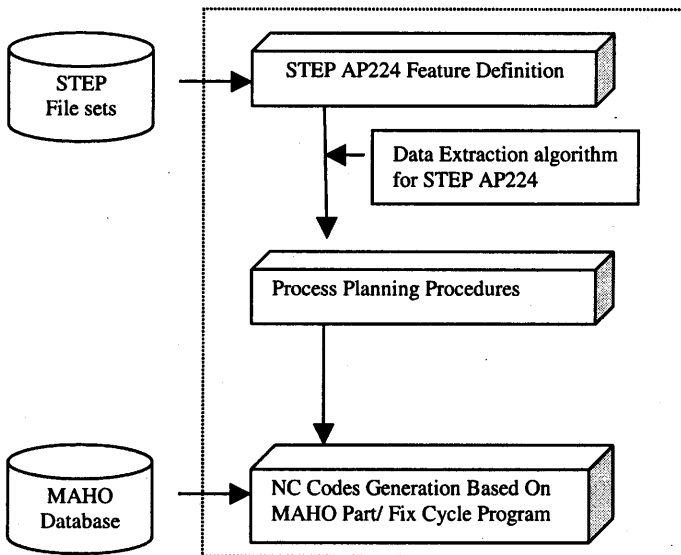 STEP
File sets
STEP AP224 Feature Definition
Data Extraction algorithm
for STEP AP224
Process Planning Procedures
MAHO
Database
NC Codes Generation Based On
MAHO Part/ Fix Cycle Program